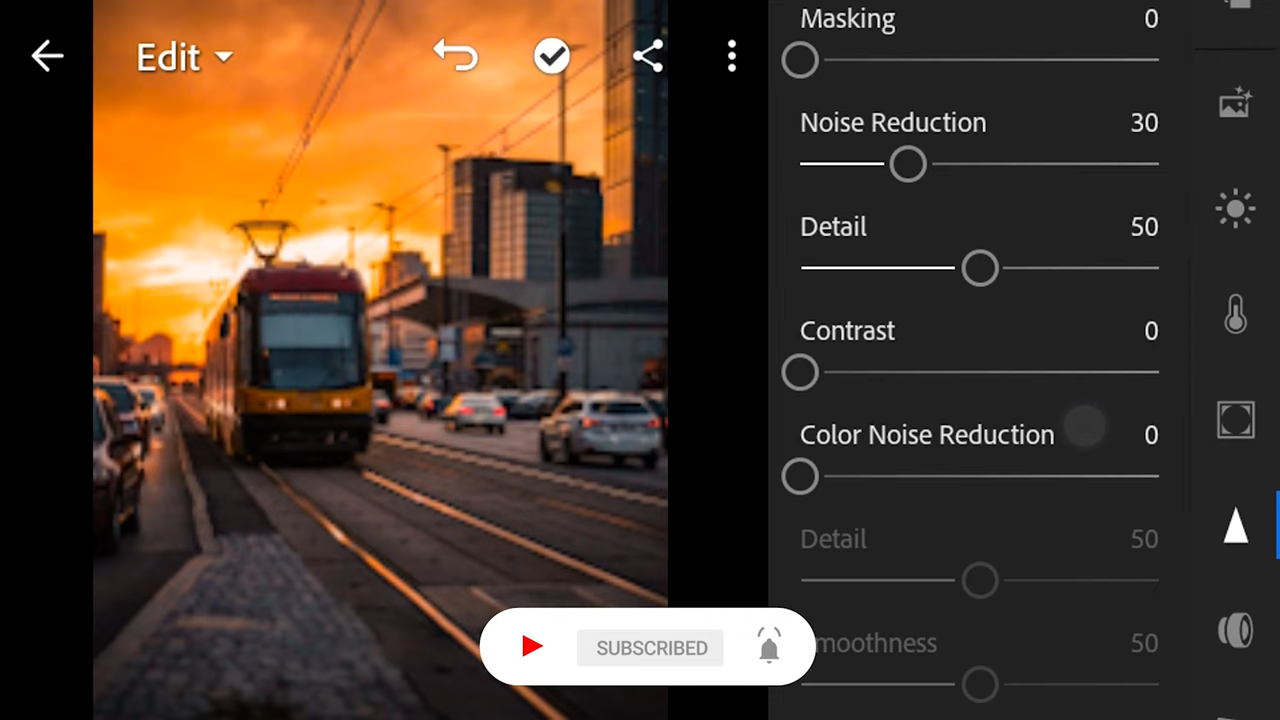 Edit
Masking 0
Noise Reduction 30
Detail 50
Contrast 0
Color Noise Reduction 0
Detail 50
moothness 50
SUBSCRIBED